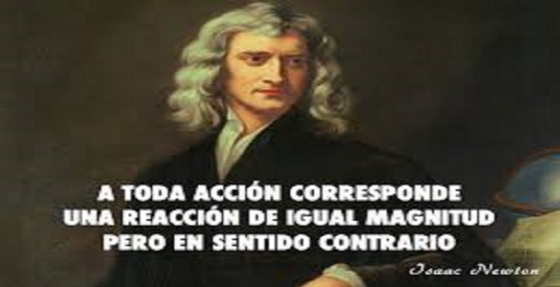 A TODA ACCIÓN CORRESPONDE
UNA REACCIÓN DE IGUAL MAGNITUD
PERO EN SENTIDO CONTRARIO
Isaac Newton